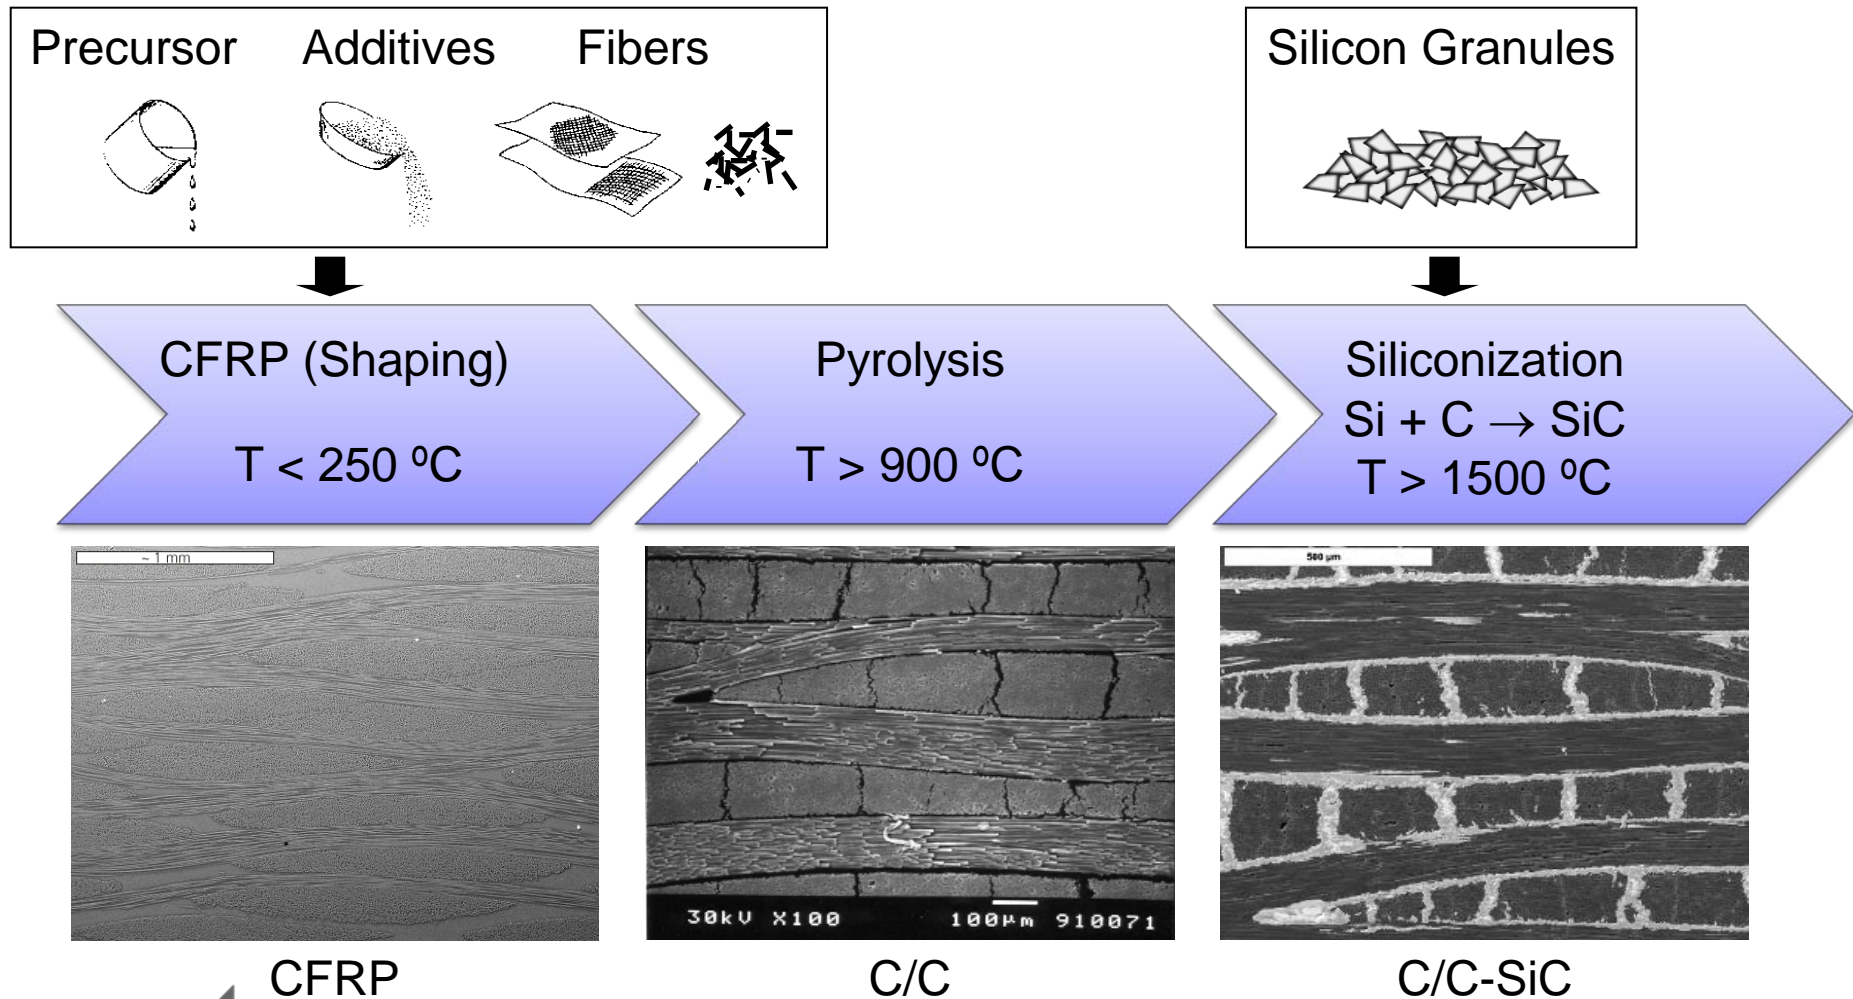 Precursor Additives Fibers
Silicon Granules
CFRP (Shaping)
T < 250 ºC
Pyrolysis
T > 900 ºC
Siliconization
Si + C → SiC
T > 1500 ºC
~ 1 mm
30kV X100 100µm 910071
500 µm
CFRP
C/C
C/C-SiC